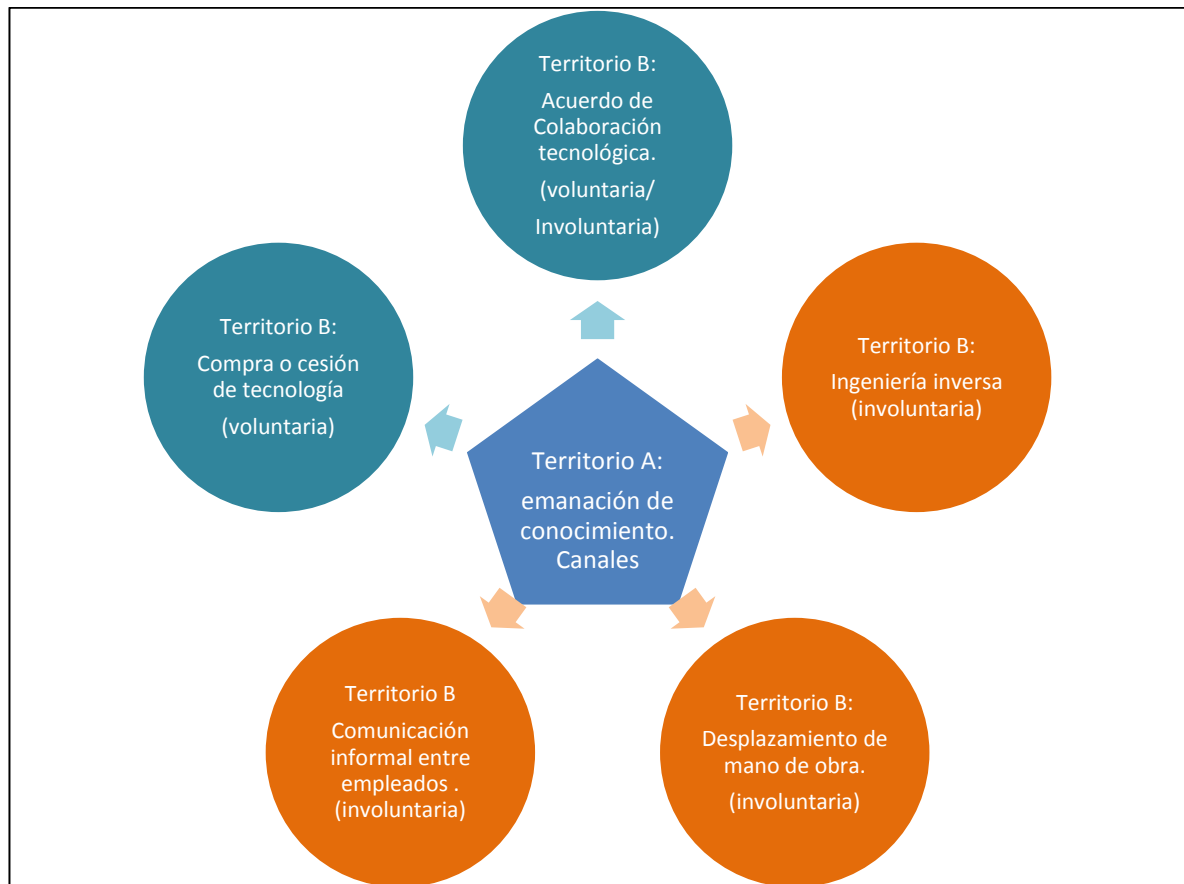 Territorio B:
Acuerdo de
Colaboración
tecnológica.
(voluntaria/
Involuntaria)
Territorio B:
Compra o cesión
de tecnología
(voluntaria)
Territorio B:
Ingeniería inversa
(involuntaria)
Territorio A:
emanación de
conocimiento.
Canales
Territorio B
Comunicación
informal entre
empleados .
(involuntaria)
Territorio B:
Desplazamiento de
mano de obra.
(involuntaria)